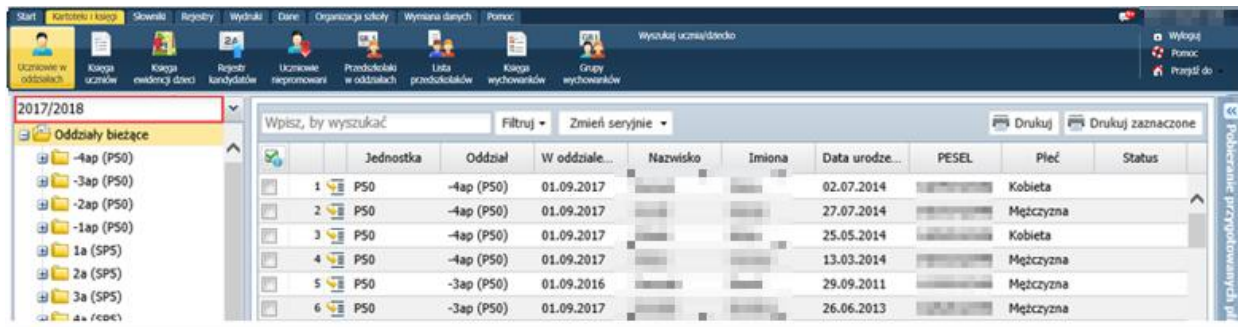 Start Kartoteki i księgi Słowniki Rejestry Wydruki Dane Organizacja szkoły Wymiana danych Pomoc
Uczniowie w oddziałach
Księga uczniów
Księga ewidencji dzieci
Rejestr kandydatów
Uczniowie niepromowani
Przedszkolaki w oddziałach
Lista przedszkolaków
Księga wychowanków
Grupy wychowanków
Wyszukaj ucznia/dziecko
Wyloguj
Pomoc
Przejdź do
2017/2018
Oddziały bieżące
-4ap (P50)
-3ap (P50)
-2ap (P50)
-1ap (P50)
1a (SP5)
2a (SP5)
3a (SP5)
4a (SP5)
Wpisz, by wyszukać Filtruj Zmień seryjnie Drukuj Drukuj zaznaczone
Jednostka Oddział W oddziale... Nazwisko Imiona Data urodze... PESEL Płeć Status
1 P50 -4ap (P50) 01.09.2017 02.07.2014 Kobieta
2 P50 -4ap (P50) 01.09.2017 27.07.2014 Mężczyzna
3 P50 -4ap (P50) 01.09.2017 25.05.2014 Kobieta
4 P50 -4ap (P50) 01.09.2017 13.03.2014 Mężczyzna
5 P50 -3ap (P50) 01.09.2016 29.09.2011 Mężczyzna
6 P50 -3ap (P50) 01.09.2017 26.06.2013 Mężczyzna
Pobieranie przygotowanych pl